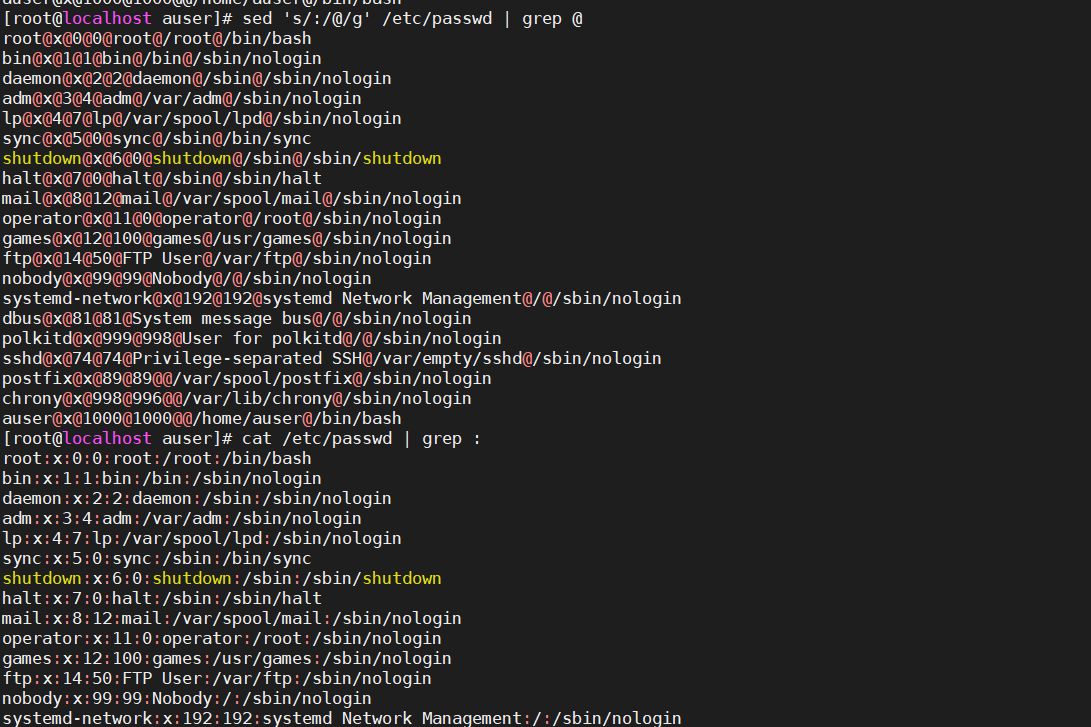 auser@x@1000@1000@@/home/auser@/bin/bash
[root@localhost auser]# sed 's/:/@/g' /etc/passwd | grep @
root@x@0@0@root@/root@/bin/bash
bin@x@1@1@bin@/bin@/sbin/nologin
daemon@x@2@2@daemon@/sbin@/sbin/nologin
adm@x@3@4@adm@/var/adm@/sbin/nologin
lp@x@4@7@lp@/var/spool/lpd@/sbin/nologin
sync@x@5@0@sync@/sbin@/bin/sync
shutdown@x@6@0@shutdown@/sbin@/sbin/shutdown
halt@x@7@0@halt@/sbin@/sbin/halt
mail@x@8@12@mail@/var/spool/mail@/sbin/nologin
operator@x@11@0@operator@/root@/sbin/nologin
games@x@12@100@games@/usr/games@/sbin/nologin
ftp@x@14@50@FTP User@/var/ftp@/sbin/nologin
nobody@x@99@99@Nobody@/@/sbin/nologin
systemd-network@x@192@192@systemd Network Management@/@/sbin/nologin
dbus@x@81@81@System message bus@/@/sbin/nologin
polkitd@x@999@998@User for polkitd@/@/sbin/nologin
sshd@x@74@74@Privilege-separated SSH@/var/empty/sshd@/sbin/nologin
postfix@x@89@89@@/var/spool/postfix@/sbin/nologin
chrony@x@998@996@@/var/lib/chrony@/sbin/nologin
auser@x@1000@1000@@/home/auser@/bin/bash
[root@localhost auser]# cat /etc/passwd | grep :
root:x:0:0:root:/root:/bin/bash
bin:x:1:1:bin:/bin:/sbin/nologin
daemon:x:2:2:daemon:/sbin:/sbin/nologin
adm:x:3:4:adm:/var/adm:/sbin/nologin
lp:x:4:7:lp:/var/spool/lpd:/sbin/nologin
sync:x:5:0:sync:/sbin:/bin/sync
shutdown:x:6:0:shutdown:/sbin:/sbin/shutdown
halt:x:7:0:halt:/sbin:/sbin/halt
mail:x:8:12:mail:/var/spool/mail:/sbin/nologin
operator:x:11:0:operator:/root:/sbin/nologin
games:x:12:100:games:/usr/games:/sbin/nologin
ftp:x:14:50:FTP User:/var/ftp:/sbin/nologin
nobody:x:99:99:Nobody:/:/sbin/nologin
systemd-network:x:192:192:systemd Network Management:/:/sbin/nologin